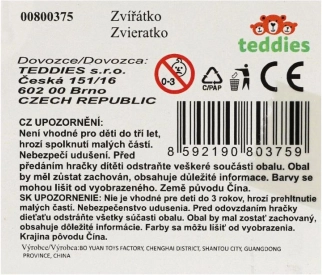 00800375 Zvířátko
Zvieratko
teddies
Dovozce/Dovozca:
TEDDIES s.r.o.
Česká 151/16
602 00 Brno
CZECH REPUBLIC
0-3
C/PÁP
CE
CZ UPOZORNĚNÍ:
Není vhodné pro děti do tří let,
hrozí spolknutí malých částí.
Nebezpečí udušení. Před
předáním hračky dítěti odstraňte veškeré součásti obalu. Obal
by měl zůstat zachován, obsahuje důležité informace. Barvy se
mohou lišit od vyobrazeného. Země původu Čína.
SK UPOZORNENIE: Nie je vhodné pre deti do 3 rokov, hrozí prehltnutie
malých častí. Nebezpečenstvo udusenia. Pred odovzdaním hračky
dieťaťu odstráňte všetky súčasti obalu. Obal by mal zostať zachovaný,
obsahuje dôležité informácie. Farby sa môžu líšiť od vyobrazenia.
Krajina pôvodu Čína.
Výrobce/Výrobca:BO YUAN TOYS FACTORY, CHENGHAI DISTRICT, SHANTOU CITY, GUANGDONG
PROVINCE, CHINA
8 592190 803759